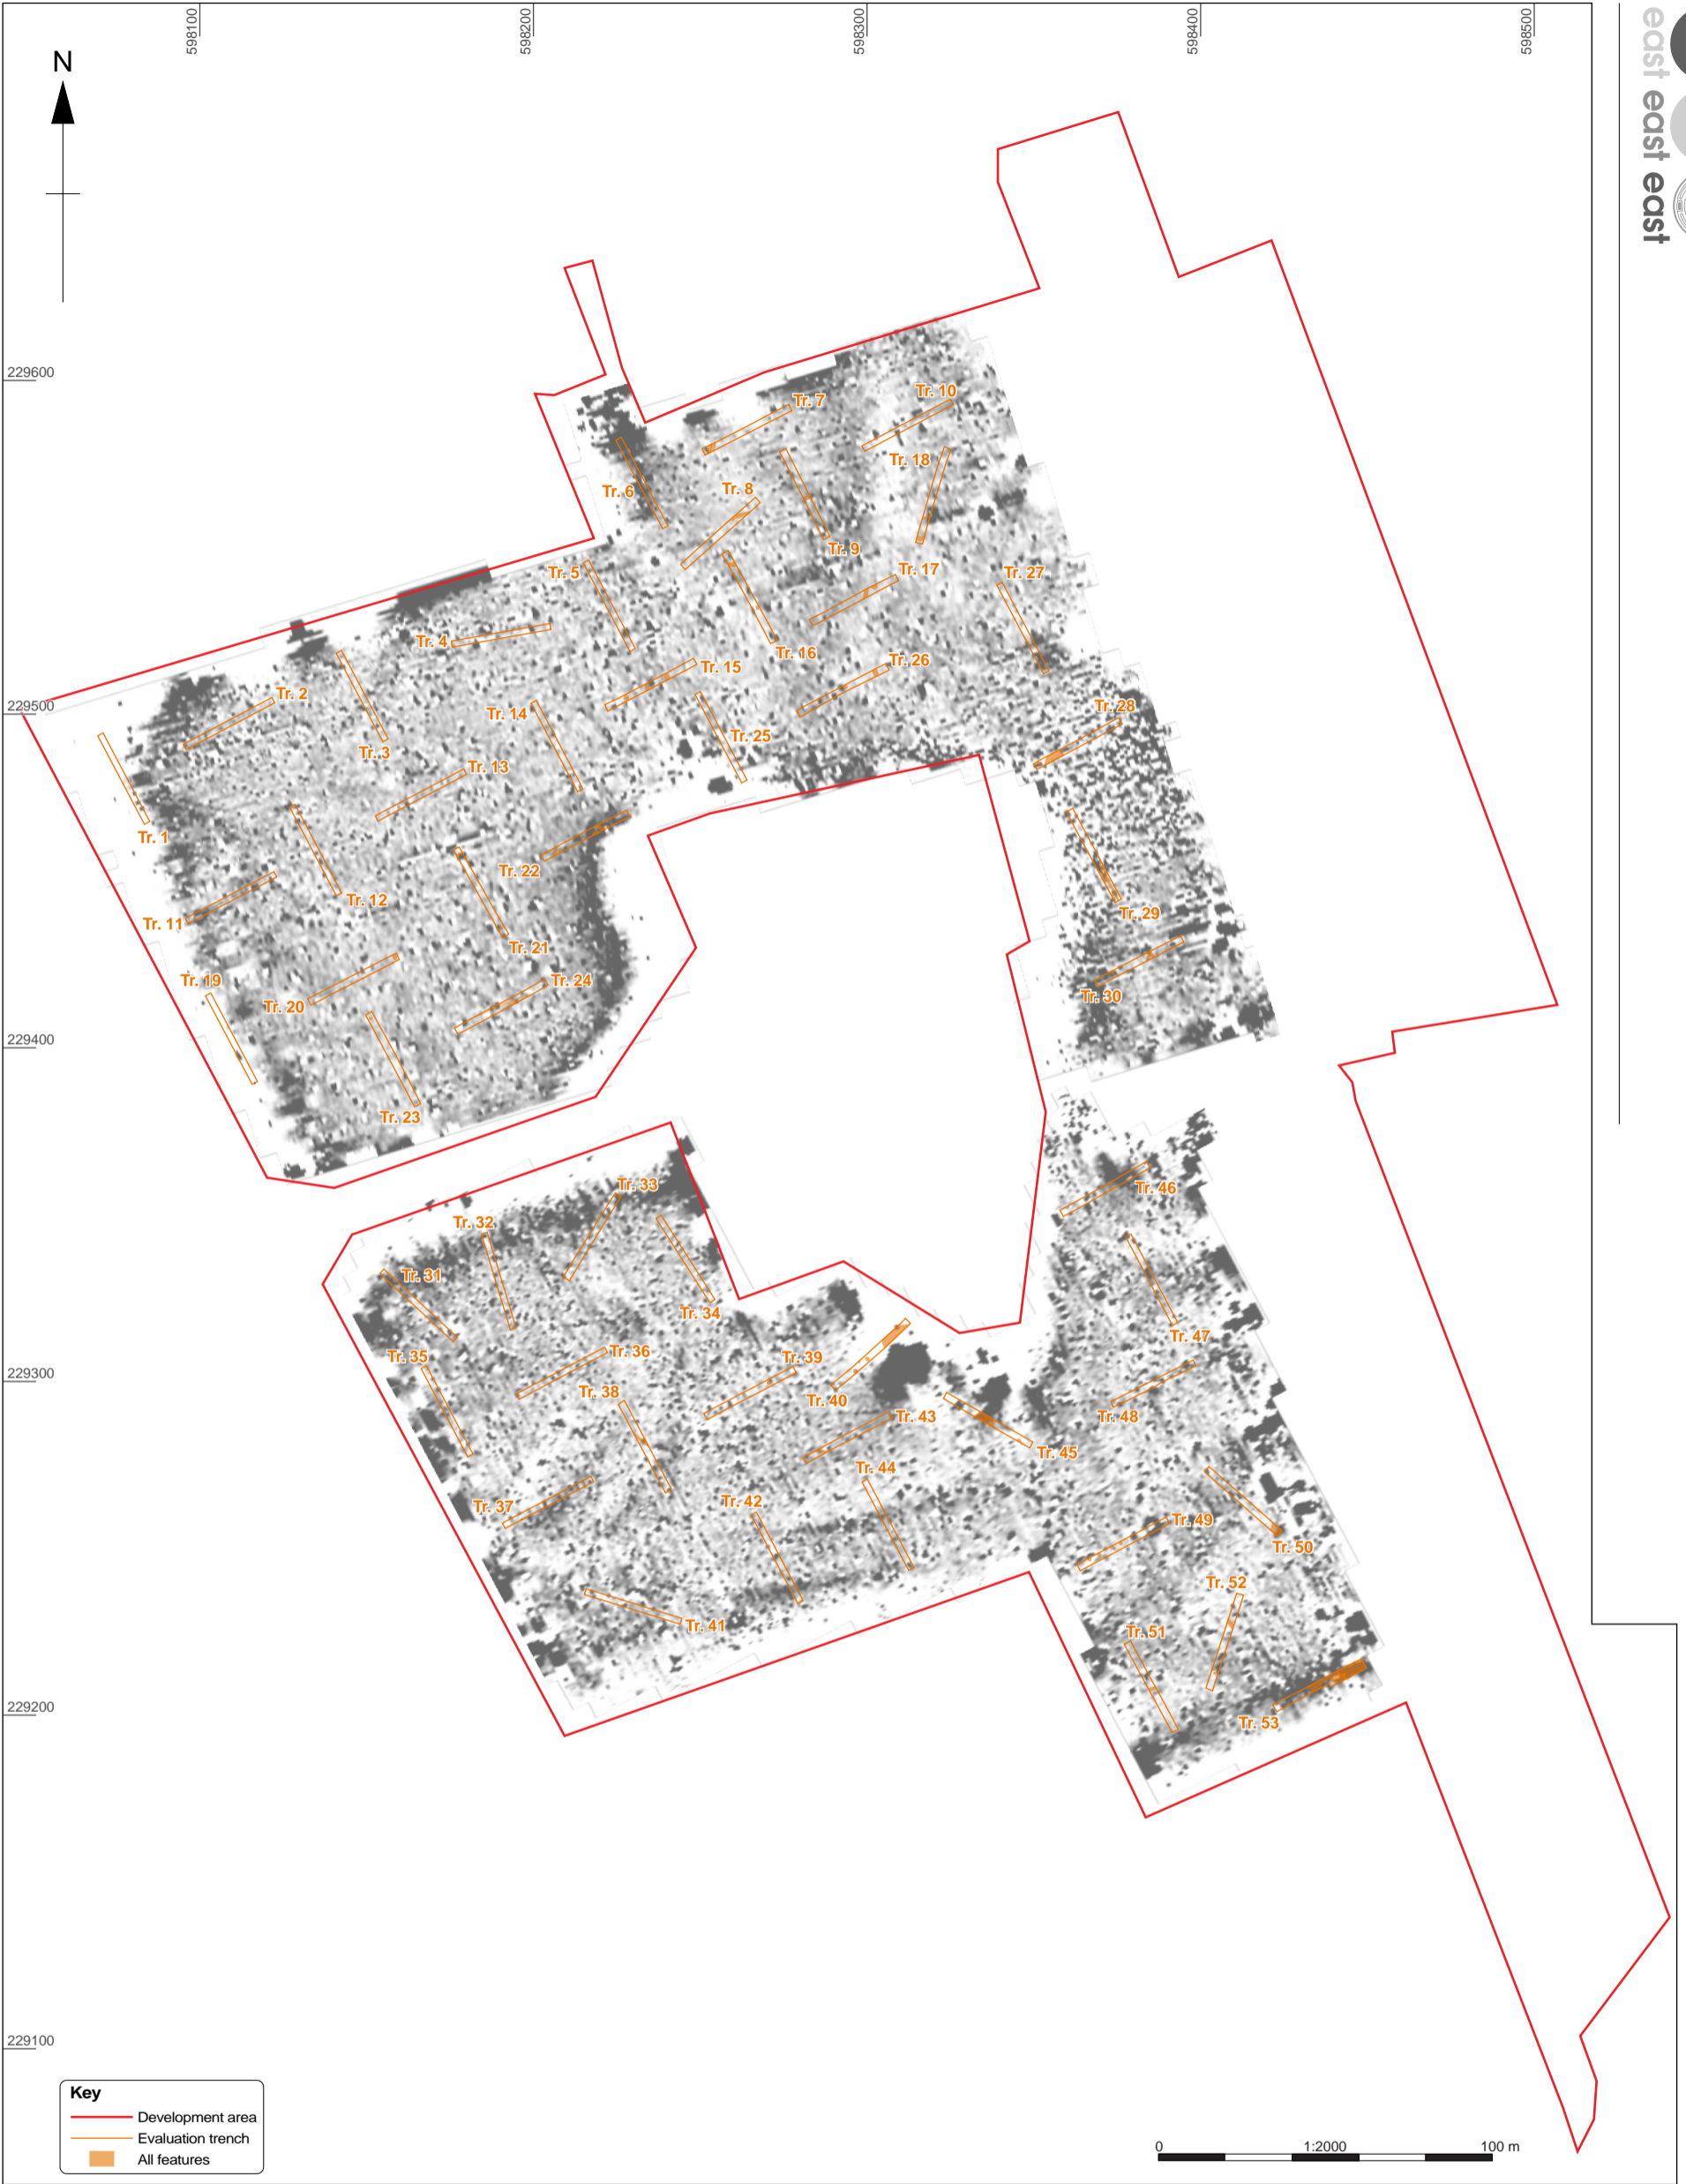 598100
598200
598300
598400
598500
east east east
N
229600
229500
229400
229300
229200
229100
Tr. 10
Tr. 7
Tr. 18
Tr. 6
Tr. 8
Tr. 9
Tr. 5
Tr. 17
Tr. 27
Tr. 4
Tr. 16
Tr. 15
Tr. 26
Tr. 2
Tr. 14
Tr. 28
Tr. 3
Tr. 25
Tr. 13
Tr. 1
Tr. 22
Tr. 12
Tr. 29
Tr. 11
Tr. 21
Tr. 19
Tr. 24
Tr. 20
Tr. 30
Tr. 23
Tr. 33
Tr. 46
Tr. 32
Tr. 31
Tr. 34
Tr. 47
Tr. 35
Tr. 36
Tr. 39
Tr. 38
Tr. 40
Tr. 43
Tr. 48
Tr. 45
Tr. 44
Tr. 37
Tr. 42
Tr. 49
Tr. 50
Tr. 52
Tr. 41
Tr. 51
Tr. 53
Key
Development area
Evaluation trench
All features
0 1:2000 100 m